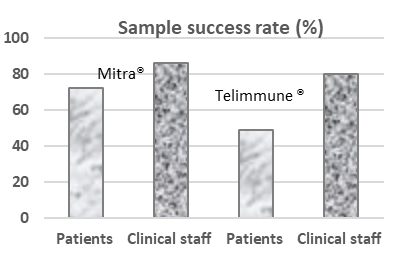 Sample success rate (%)
100
80
60
40
20
0
Mitra®
Telimmune ®
Patients Clinical staff Patients Clinical staff